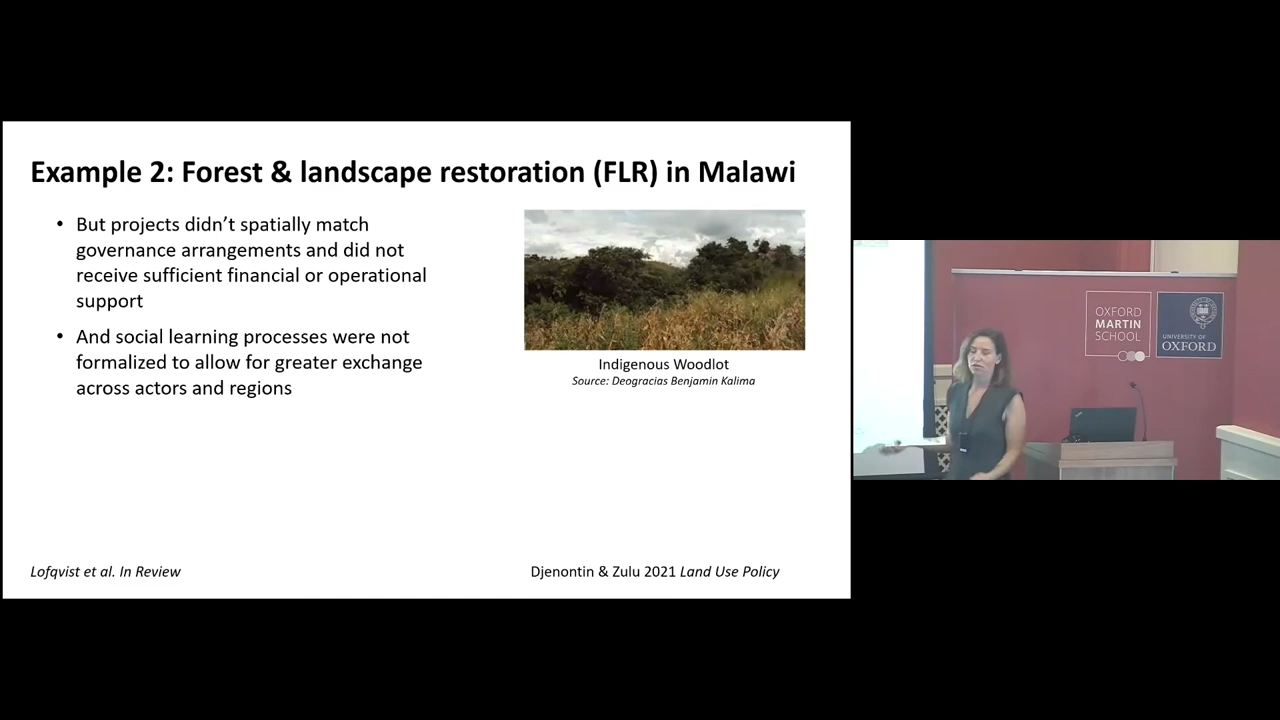 Example 2: Forest & landscape restoration (FLR) in Malawi
• But projects didn't spatially match
governance arrangements and did not
receive sufficient financial or operational
support
• And social learning processes were not
formalized to allow for greater exchange
across actors and regions
Indigenous Woodlot
Source: Deogracias Benjamin Kalima
Lofqvist et al. In Review
Djenontin & Zulu 2021 Land Use Policy
OXFORD
MARTIN
SCHOOL
UNIVERSITY OF
OXFORD